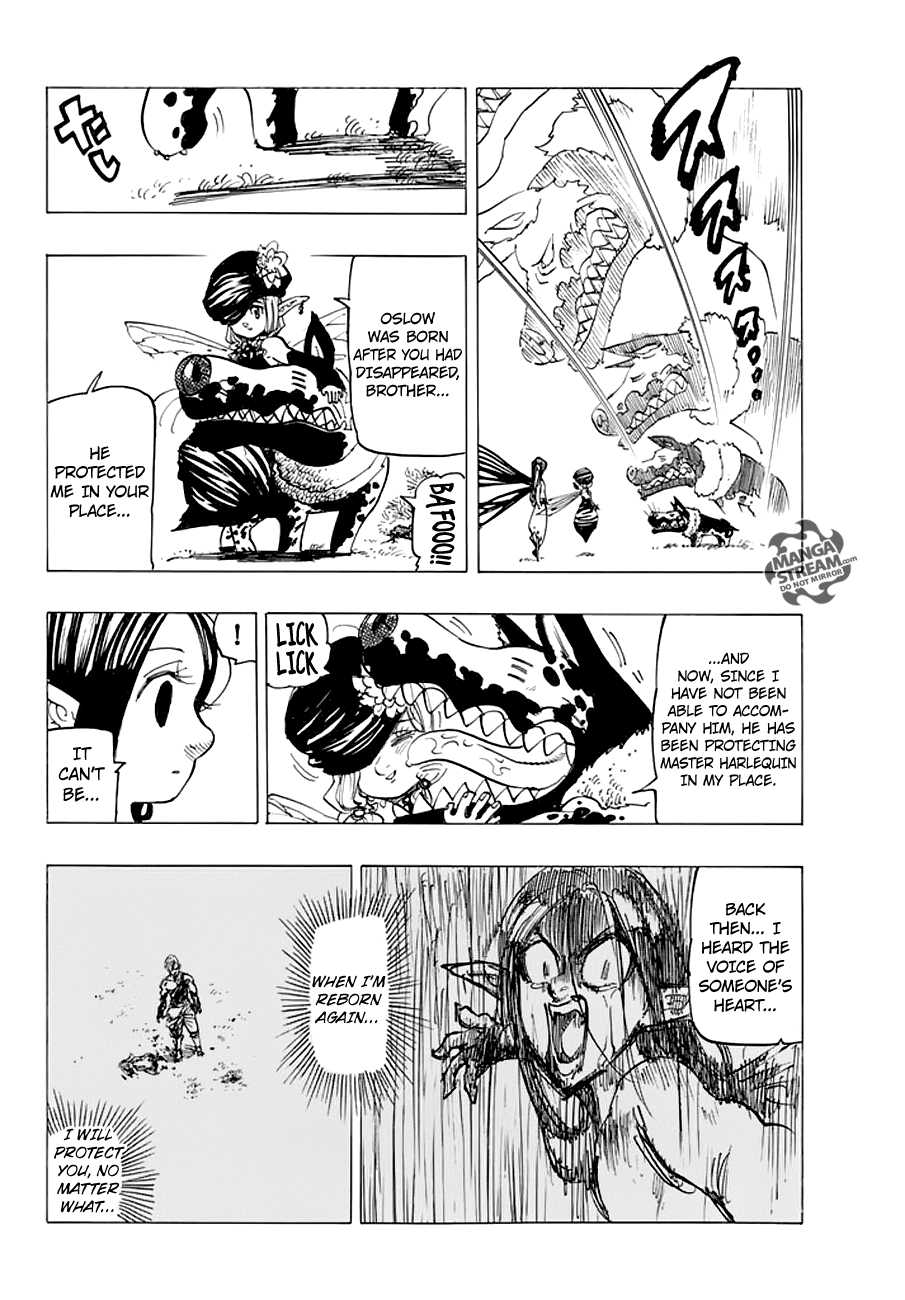 OSLOW
WAS BORN
AFTER YOU HAD
DISAPPEARED,
BROTHER...
HE
PROTECTED
ME IN YOUR
PLACE...
BAFOOO!!
MANGA
STREAM.com
DO NOT MIRROR
...AND
NOW, SINCE I
HAVE NOT BEEN
ABLE TO ACCOM-
PANY HIM, HE HAS
BEEN PROTECTING
MASTER HARLEQUIN
IN MY PLACE.
LICK
LICK
!
IT
CAN'T
BE...
BACK
THEN... I
HEARD THE
VOICE OF
SOMEONE'S
HEART...
WHEN I'M
REBORN
AGAIN...
I WILL
PROTECT
YOU, NO
MATTER
WHAT...